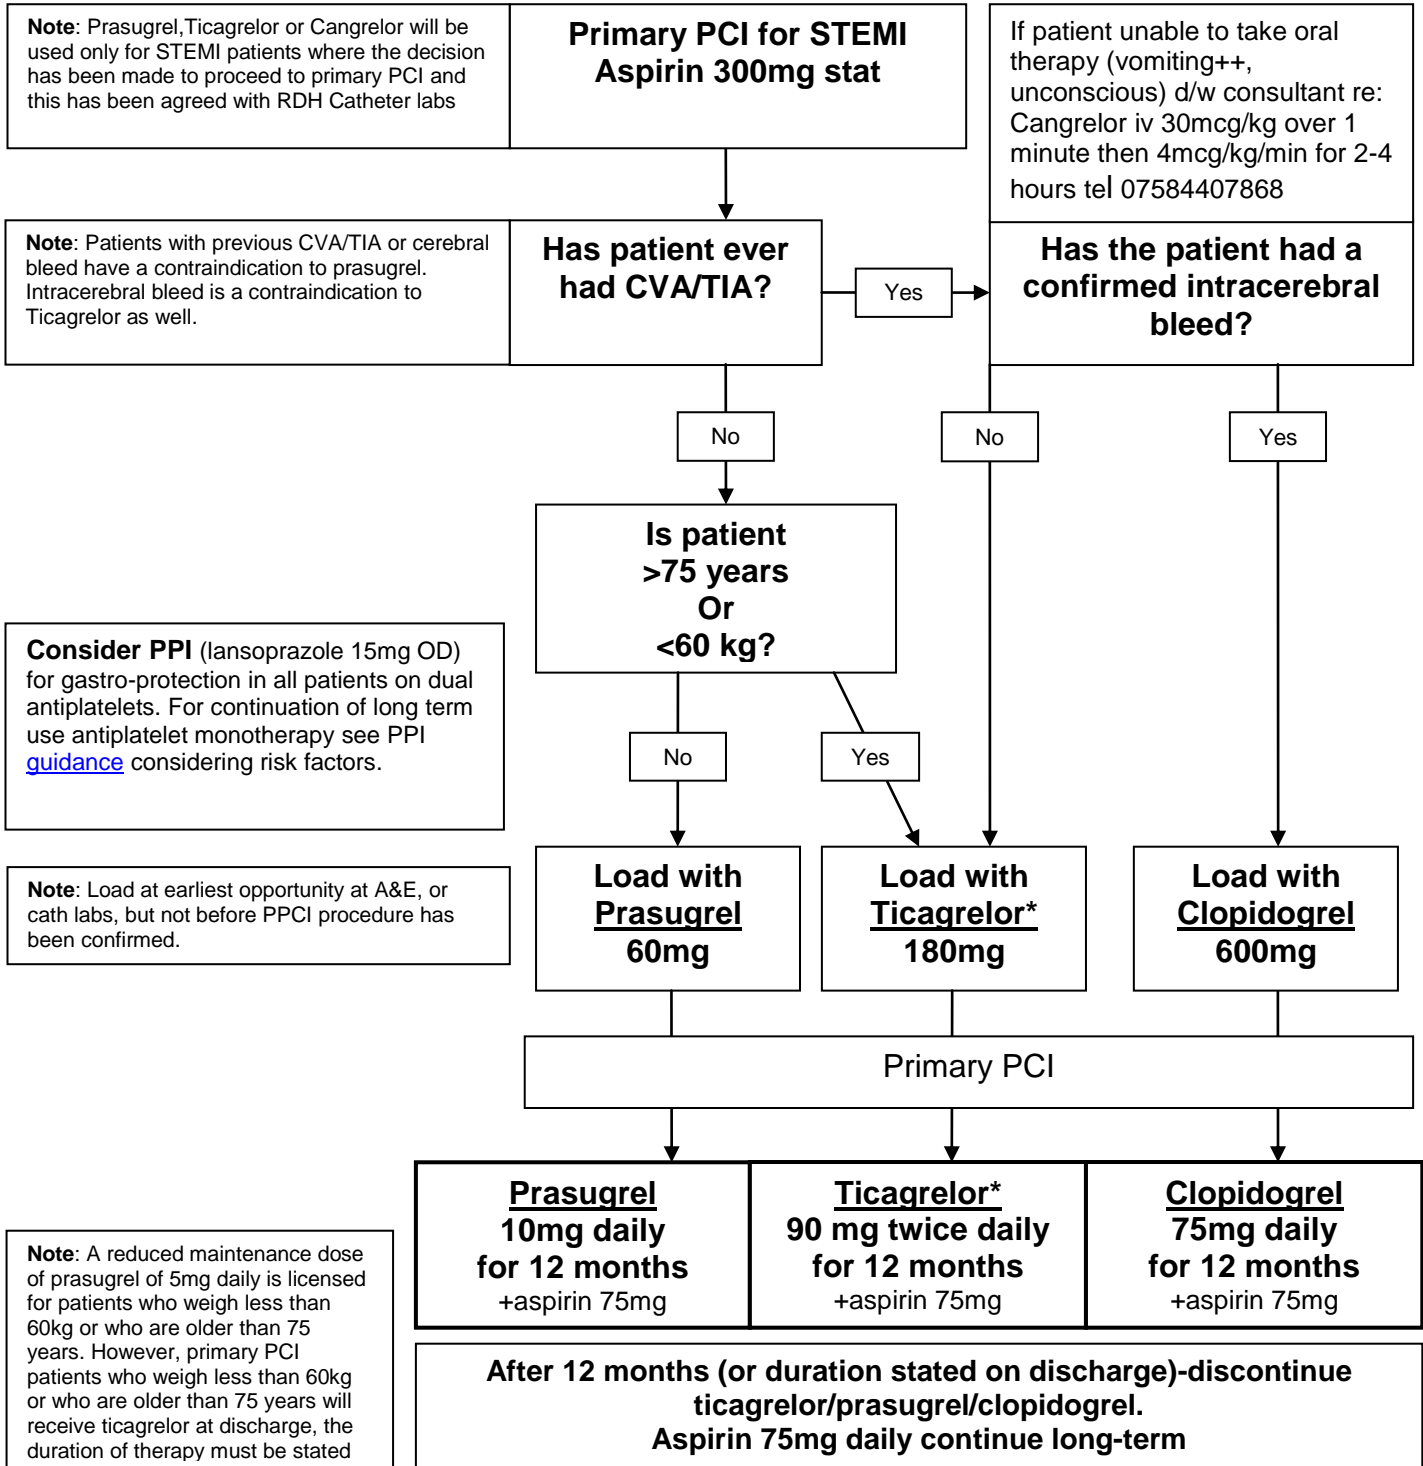 Note: Prasugrel,Ticagrelor or Cangrelor will be
used only for STEMI patients where the decision
has been made to proceed to primary PCI and
this has been agreed with RDH Catheter labs
Primary PCI for STEMI
Aspirin 300mg stat
If patient unable to take oral
therapy (vomiting++,
unconscious) d/w consultant re:
Cangrelor iv 30mcg/kg over 1
minute then 4mcg/kg/min for 2-4
hours tel 07584407868
Note: Patients with previous CVA/TIA or cerebral
bleed have a contraindication to prasugrel.
Intracerebral bleed is a contraindication to
Ticagrelor as well.
Has patient ever
had CVA/TIA?
Yes
Has the patient had a
confirmed intracerebral
bleed?
No
No
Yes
Is patient
>75 years
Or
<60 kg?
Consider PPI (lansoprazole 15mg OD)
for gastro-protection in all patients on dual
antiplatelets. For continuation of long term
use antiplatelet monotherapy see PPI
guidance considering risk factors.
No
Yes
Note: Load at earliest opportunity at A&E, or
cath labs, but not before PPCI procedure has
been confirmed.
Load with
Prasugrel
60mg
Load with
Ticagrelor*
180mg
Load with
Clopidogrel
600mg
Primary PCI
Prasugrel
10mg daily
for 12 months
+aspirin 75mg
Ticagrelor*
90 mg twice daily
for 12 months
+aspirin 75mg
Clopidogrel
75mg daily
for 12 months
+aspirin 75mg
Note: A reduced maintenance dose
of prasugrel of 5mg daily is licensed
for patients who weigh less than
60kg or who are older than 75
years. However, primary PCI
patients who weigh less than 60kg
or who are older than 75 years will
receive ticagrelor at discharge, the
duration of therapy must be stated
After 12 months (or duration stated on discharge)-discontinue
ticagrelor/prasugrel/clopidogrel.
Aspirin 75mg daily continue long-term